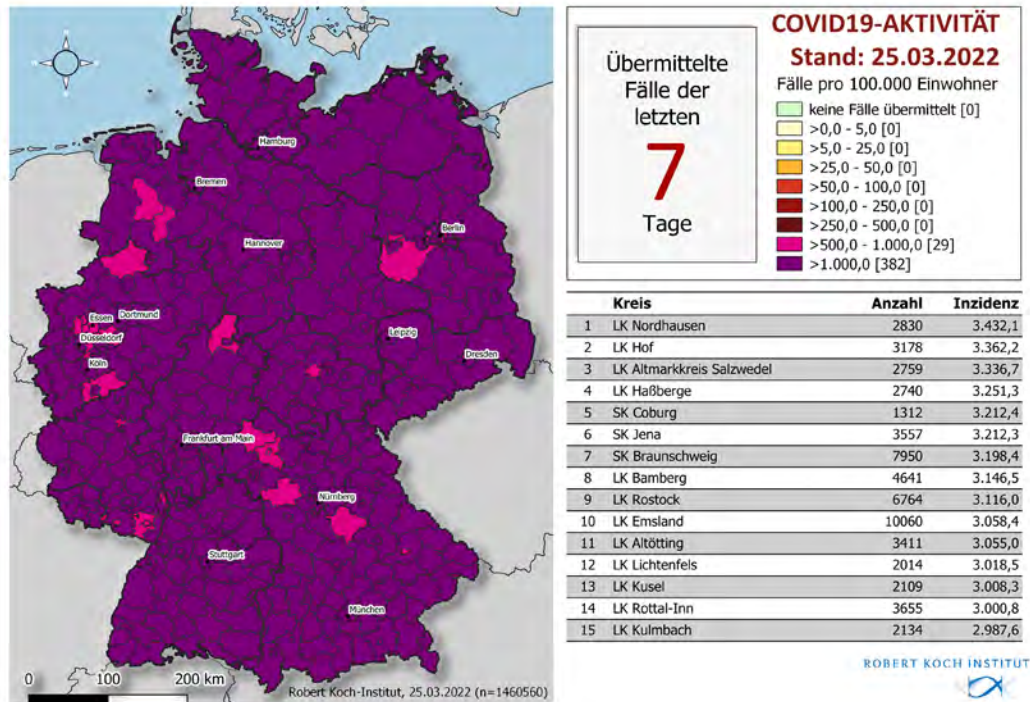 COVID19-AKTIVITÄT
Stand: 25.03.2022
Übermittelte
Fälle der
letzten
7
Tage
Fälle pro 100.000 Einwohner
keine Fälle übermittelt [0]
>0,0 - 5,0 [0]
>5,0 - 25,0 [0]
>25,0 - 50,0 [0]
>50,0 - 100,0 [0]
>100,0 - 250,0 [0]
>250,0 - 500,0 [0]
>500,0 - 1.000,0 [29]
>1.000,0 [382]
Hamburg
Bremen
Berlin
Hannover
Essen
Dortmund
Düsseldorf
Leipzig
Dresden
Köln
Frankfurt am Main
Nürnberg
Stuttgart
München
0 100 200 km
Robert Koch-Institut, 25.03.2022 (n=1460560)
Kreis Anzahl Inzidenz
1 LK Nordhausen 2830 3.432,1
2 LK Hof 3178 3.362,2
3 LK Altmarkkreis Salzwedel 2759 3.336,7
4 LK Haßberge 2740 3.251,3
5 SK Coburg 1312 3.212,4
6 SK Jena 3557 3.212,3
7 SK Braunschweig 7950 3.198,4
8 LK Bamberg 4641 3.146,5
9 LK Rostock 6764 3.116,0
10 LK Emsland 10060 3.058,4
11 LK Altötting 3411 3.055,0
12 LK Lichtenfels 2014 3.018,5
13 LK Kusel 2109 3.008,3
14 LK Rottal-Inn 3655 3.000,8
15 LK Kulmbach 2134 2.987,6
ROBERT KOCH INSTITUT